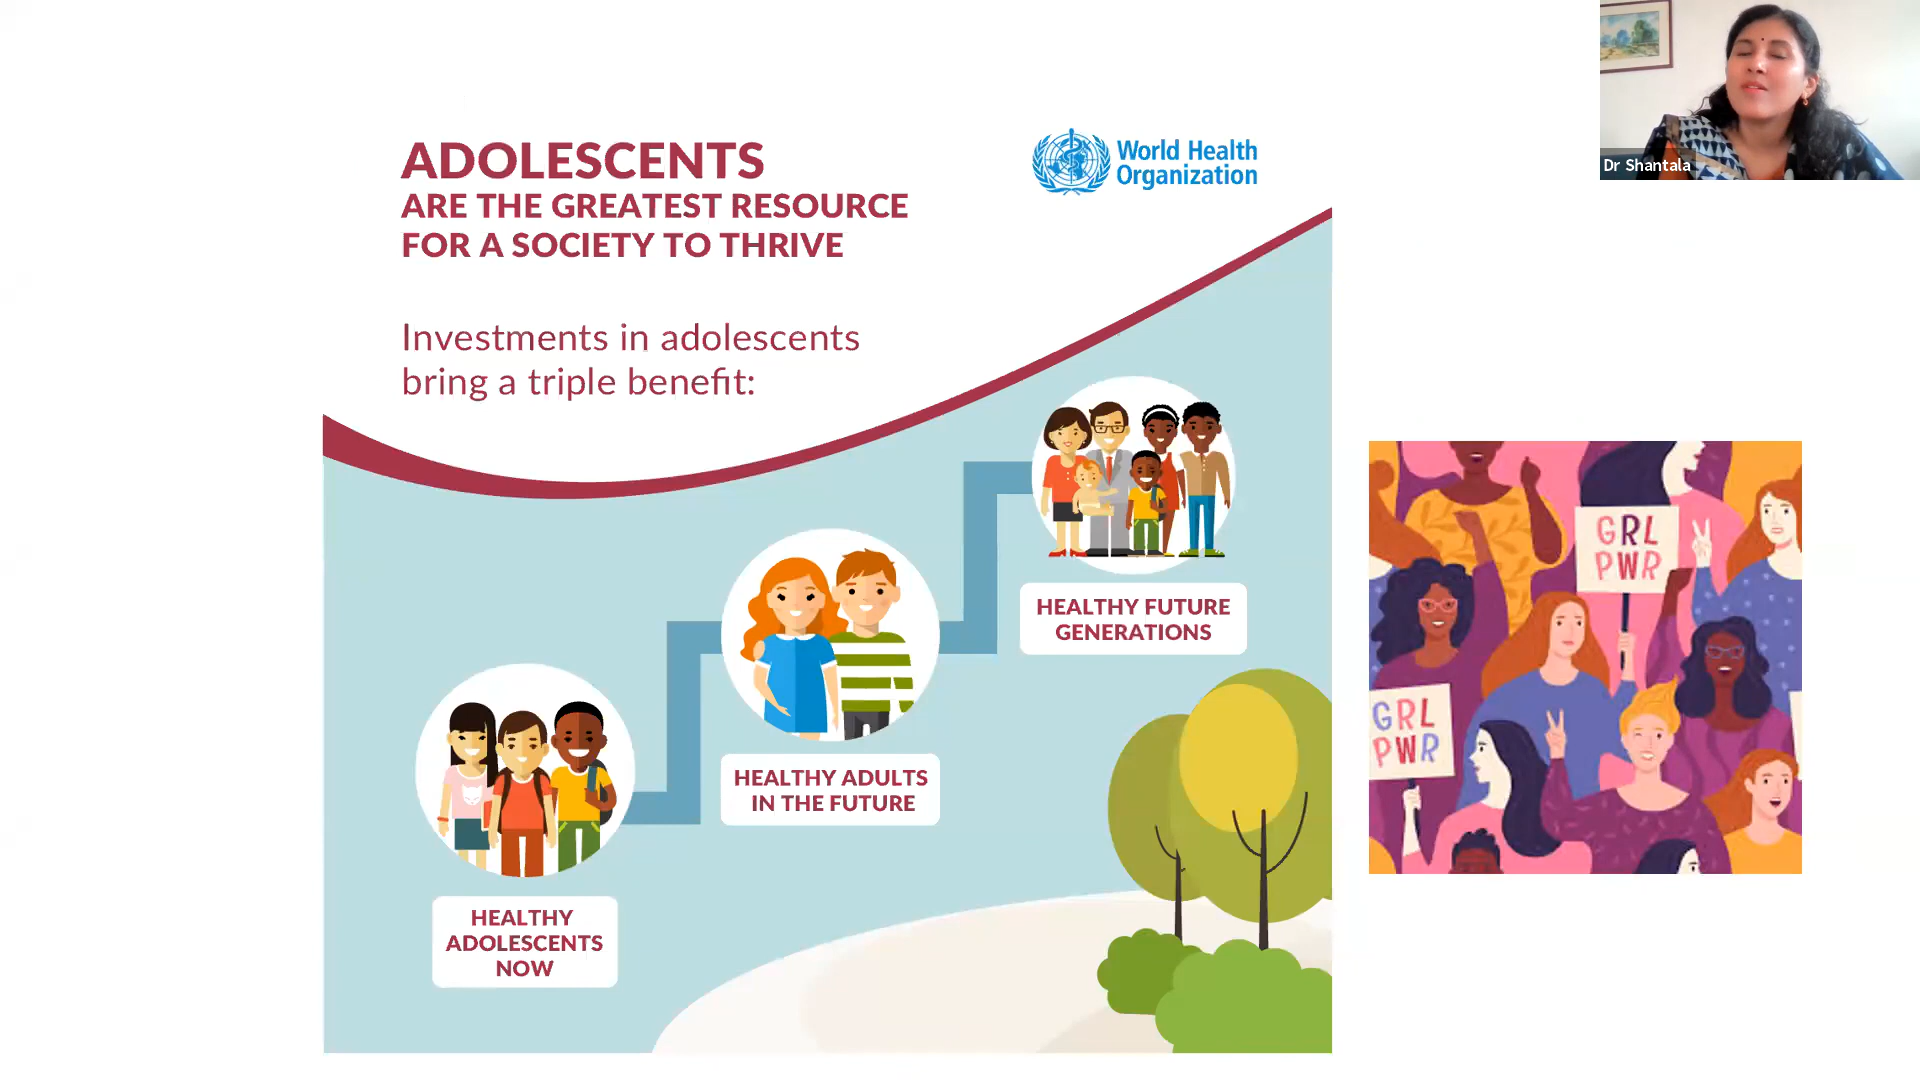 ADOLESCENTS
ARE THE GREATEST RESOURCE
FOR A SOCIETY TO THRIVE
World Health
Organization
Dr Shantala
Investments in adolescents
bring a triple benefit:
HEALTHY FUTURE
GENERATIONS
HEALTHY ADULTS
IN THE FUTURE
HEALTHY
ADOLESCENTS
NOW
GRL
PWR
GRL
PWR